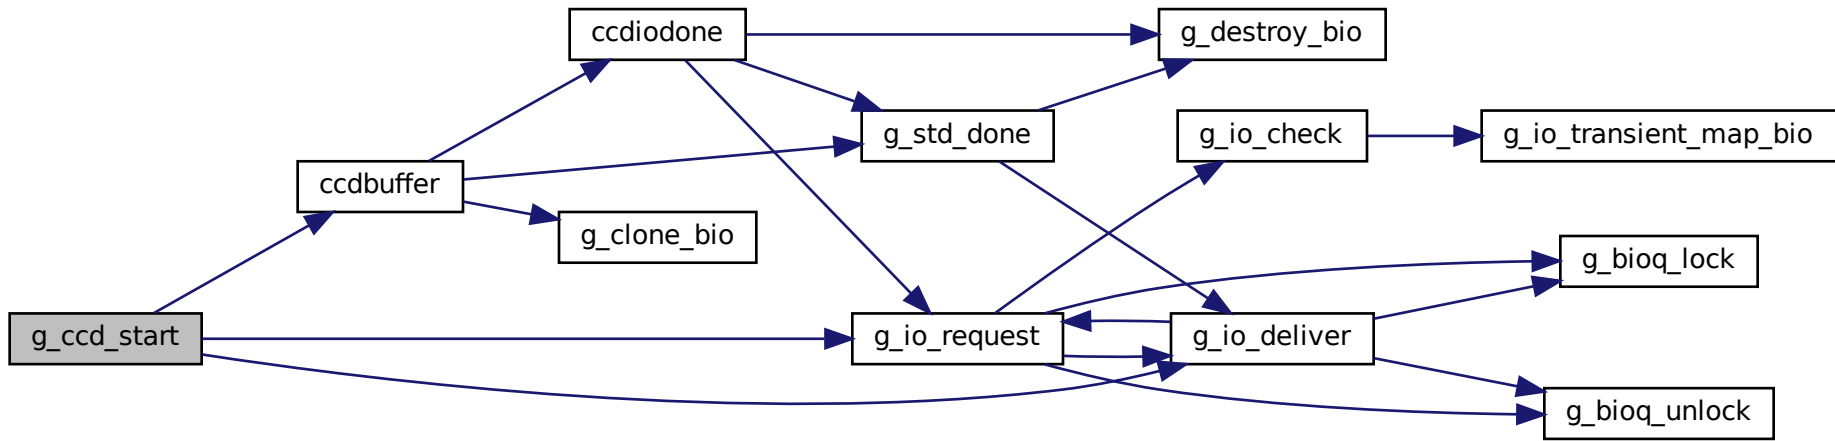 ccdiodone
g_destroy_bio
g_std_done
g_io_check
g_io_transient_map_bio
ccdbuffer
g_clone_bio
g_bioq_lock
g_ccd_start
g_io_request
g_io_deliver
g_bioq_unlock